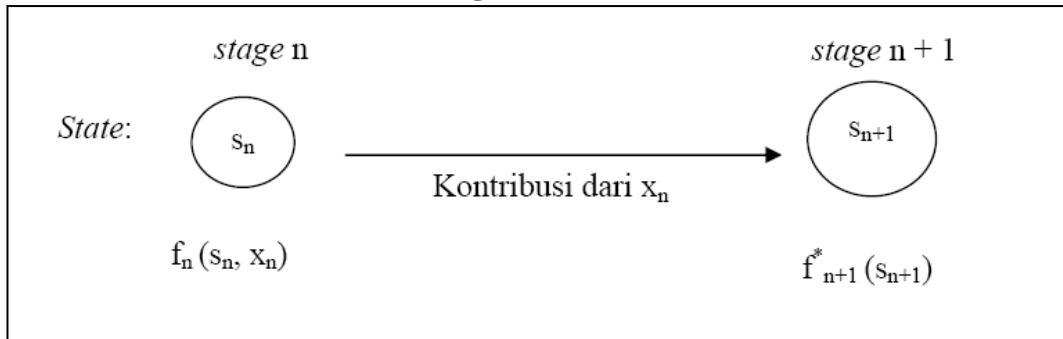 stage n
stage n + 1
State:
sₙ
sₙ₊₁
Kontribusi dari xₙ
fₙ (sₙ, xₙ)
f*ₙ₊₁ (sₙ₊₁)